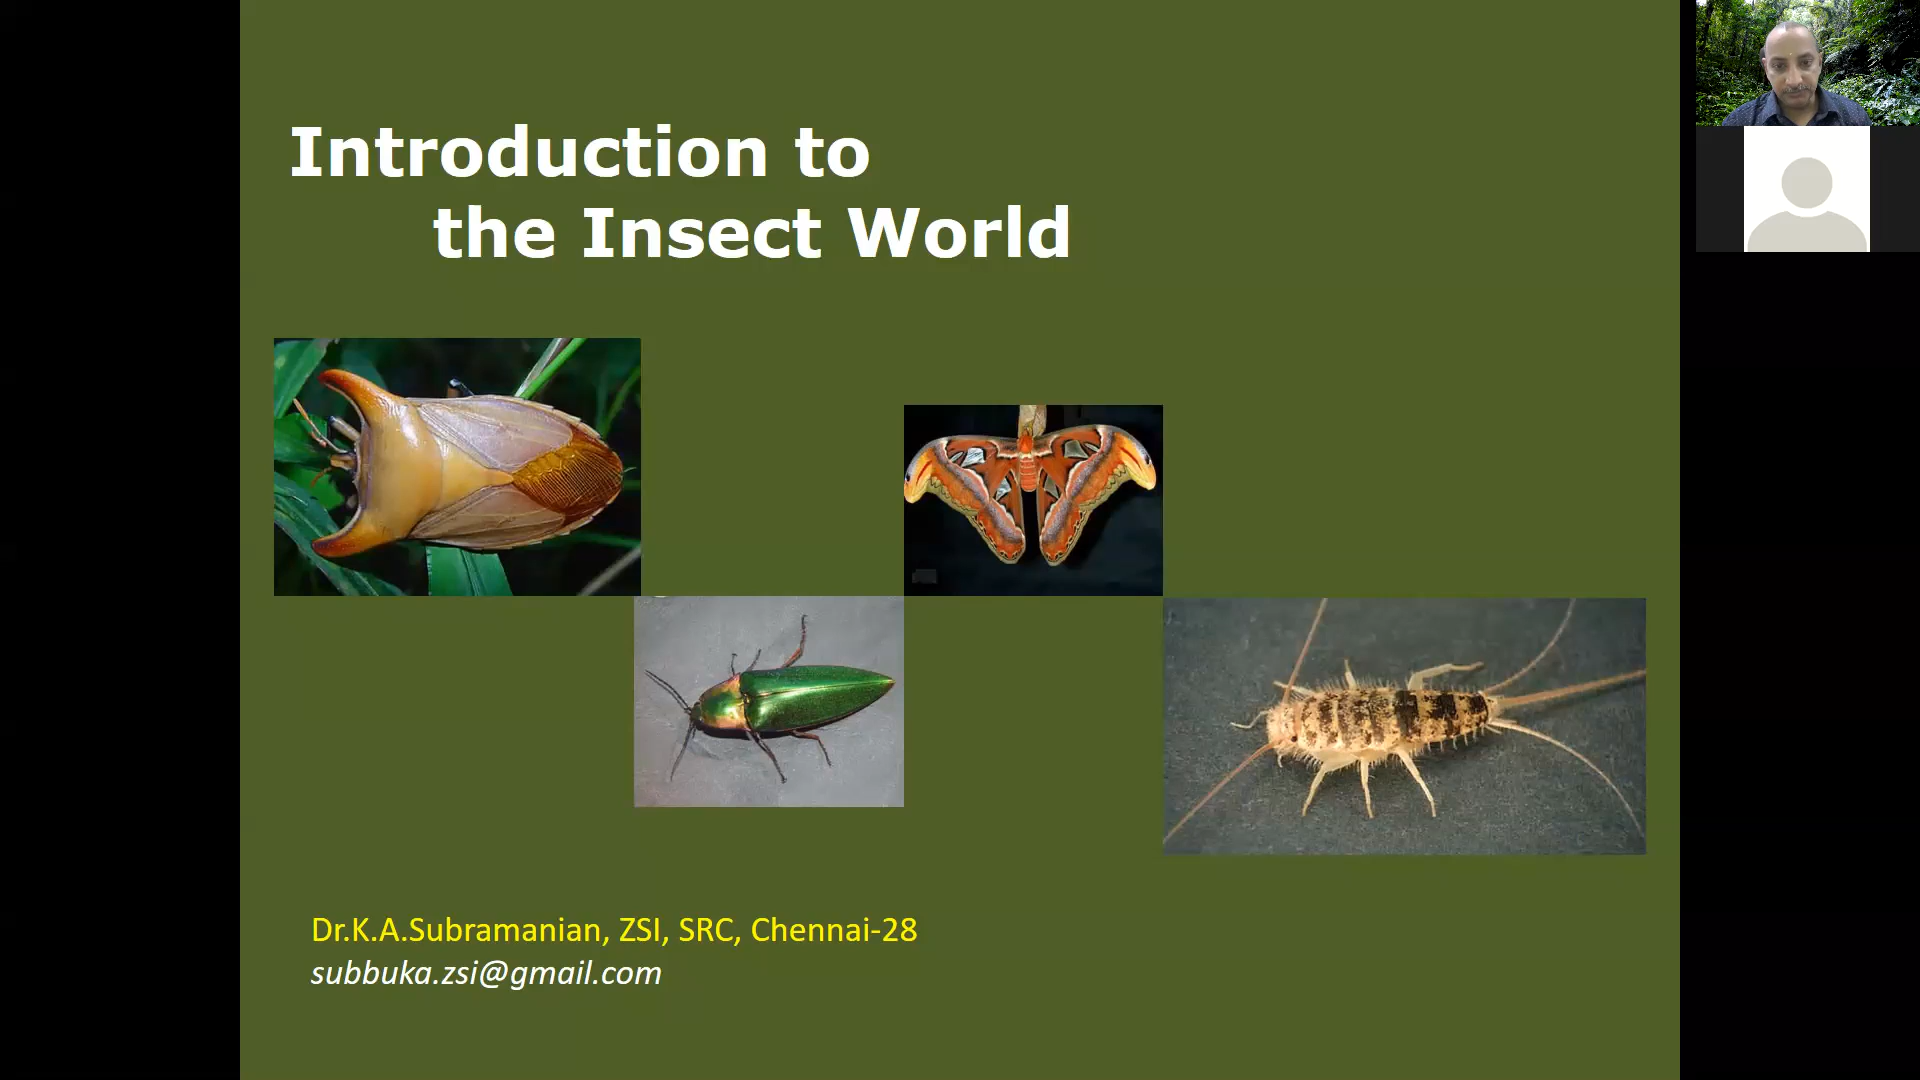 Introduction to
the Insect World
Dr.K.A.Subramanian, ZSI, SRC, Chennai-28
subbuka.zsi@gmail.com